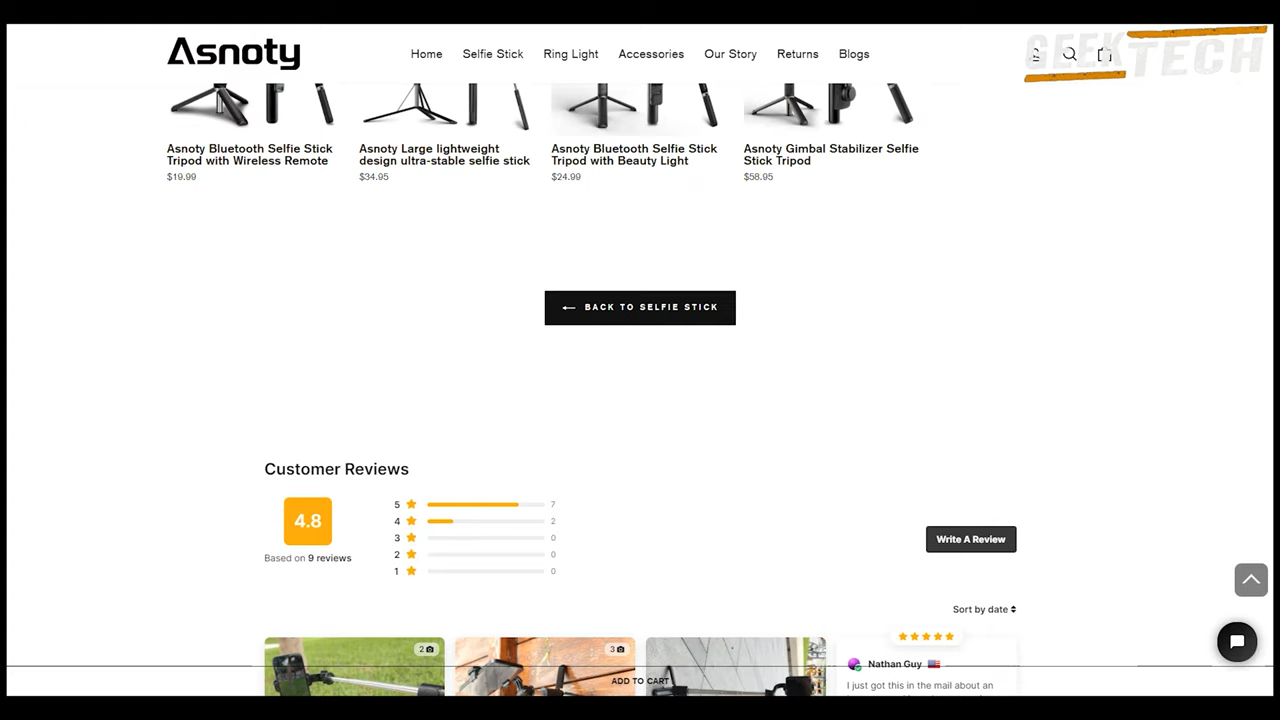 Asnoty
Home Selfie Stick Ring Light Accessories Our Story Returns Blogs
GEEK TECH
Asnoty Bluetooth Selfie Stick
Tripod with Wireless Remote
$19.99
Asnoty Large lightweight
design ultra-stable selfie stick
$34.95
Asnoty Bluetooth Selfie Stick
Tripod with Beauty Light
$24.99
Asnoty Gimbal Stabilizer Selfie
Stick Tripod
$58.95
BACK TO SELFIE STICK
Customer Reviews
4.8
Based on 9 reviews
5 7
4 2
3 0
2 0
1 0
Write A Review
Sort by date
2
3
Nathan Guy
I just got this in the mail about an
ADD TO CART